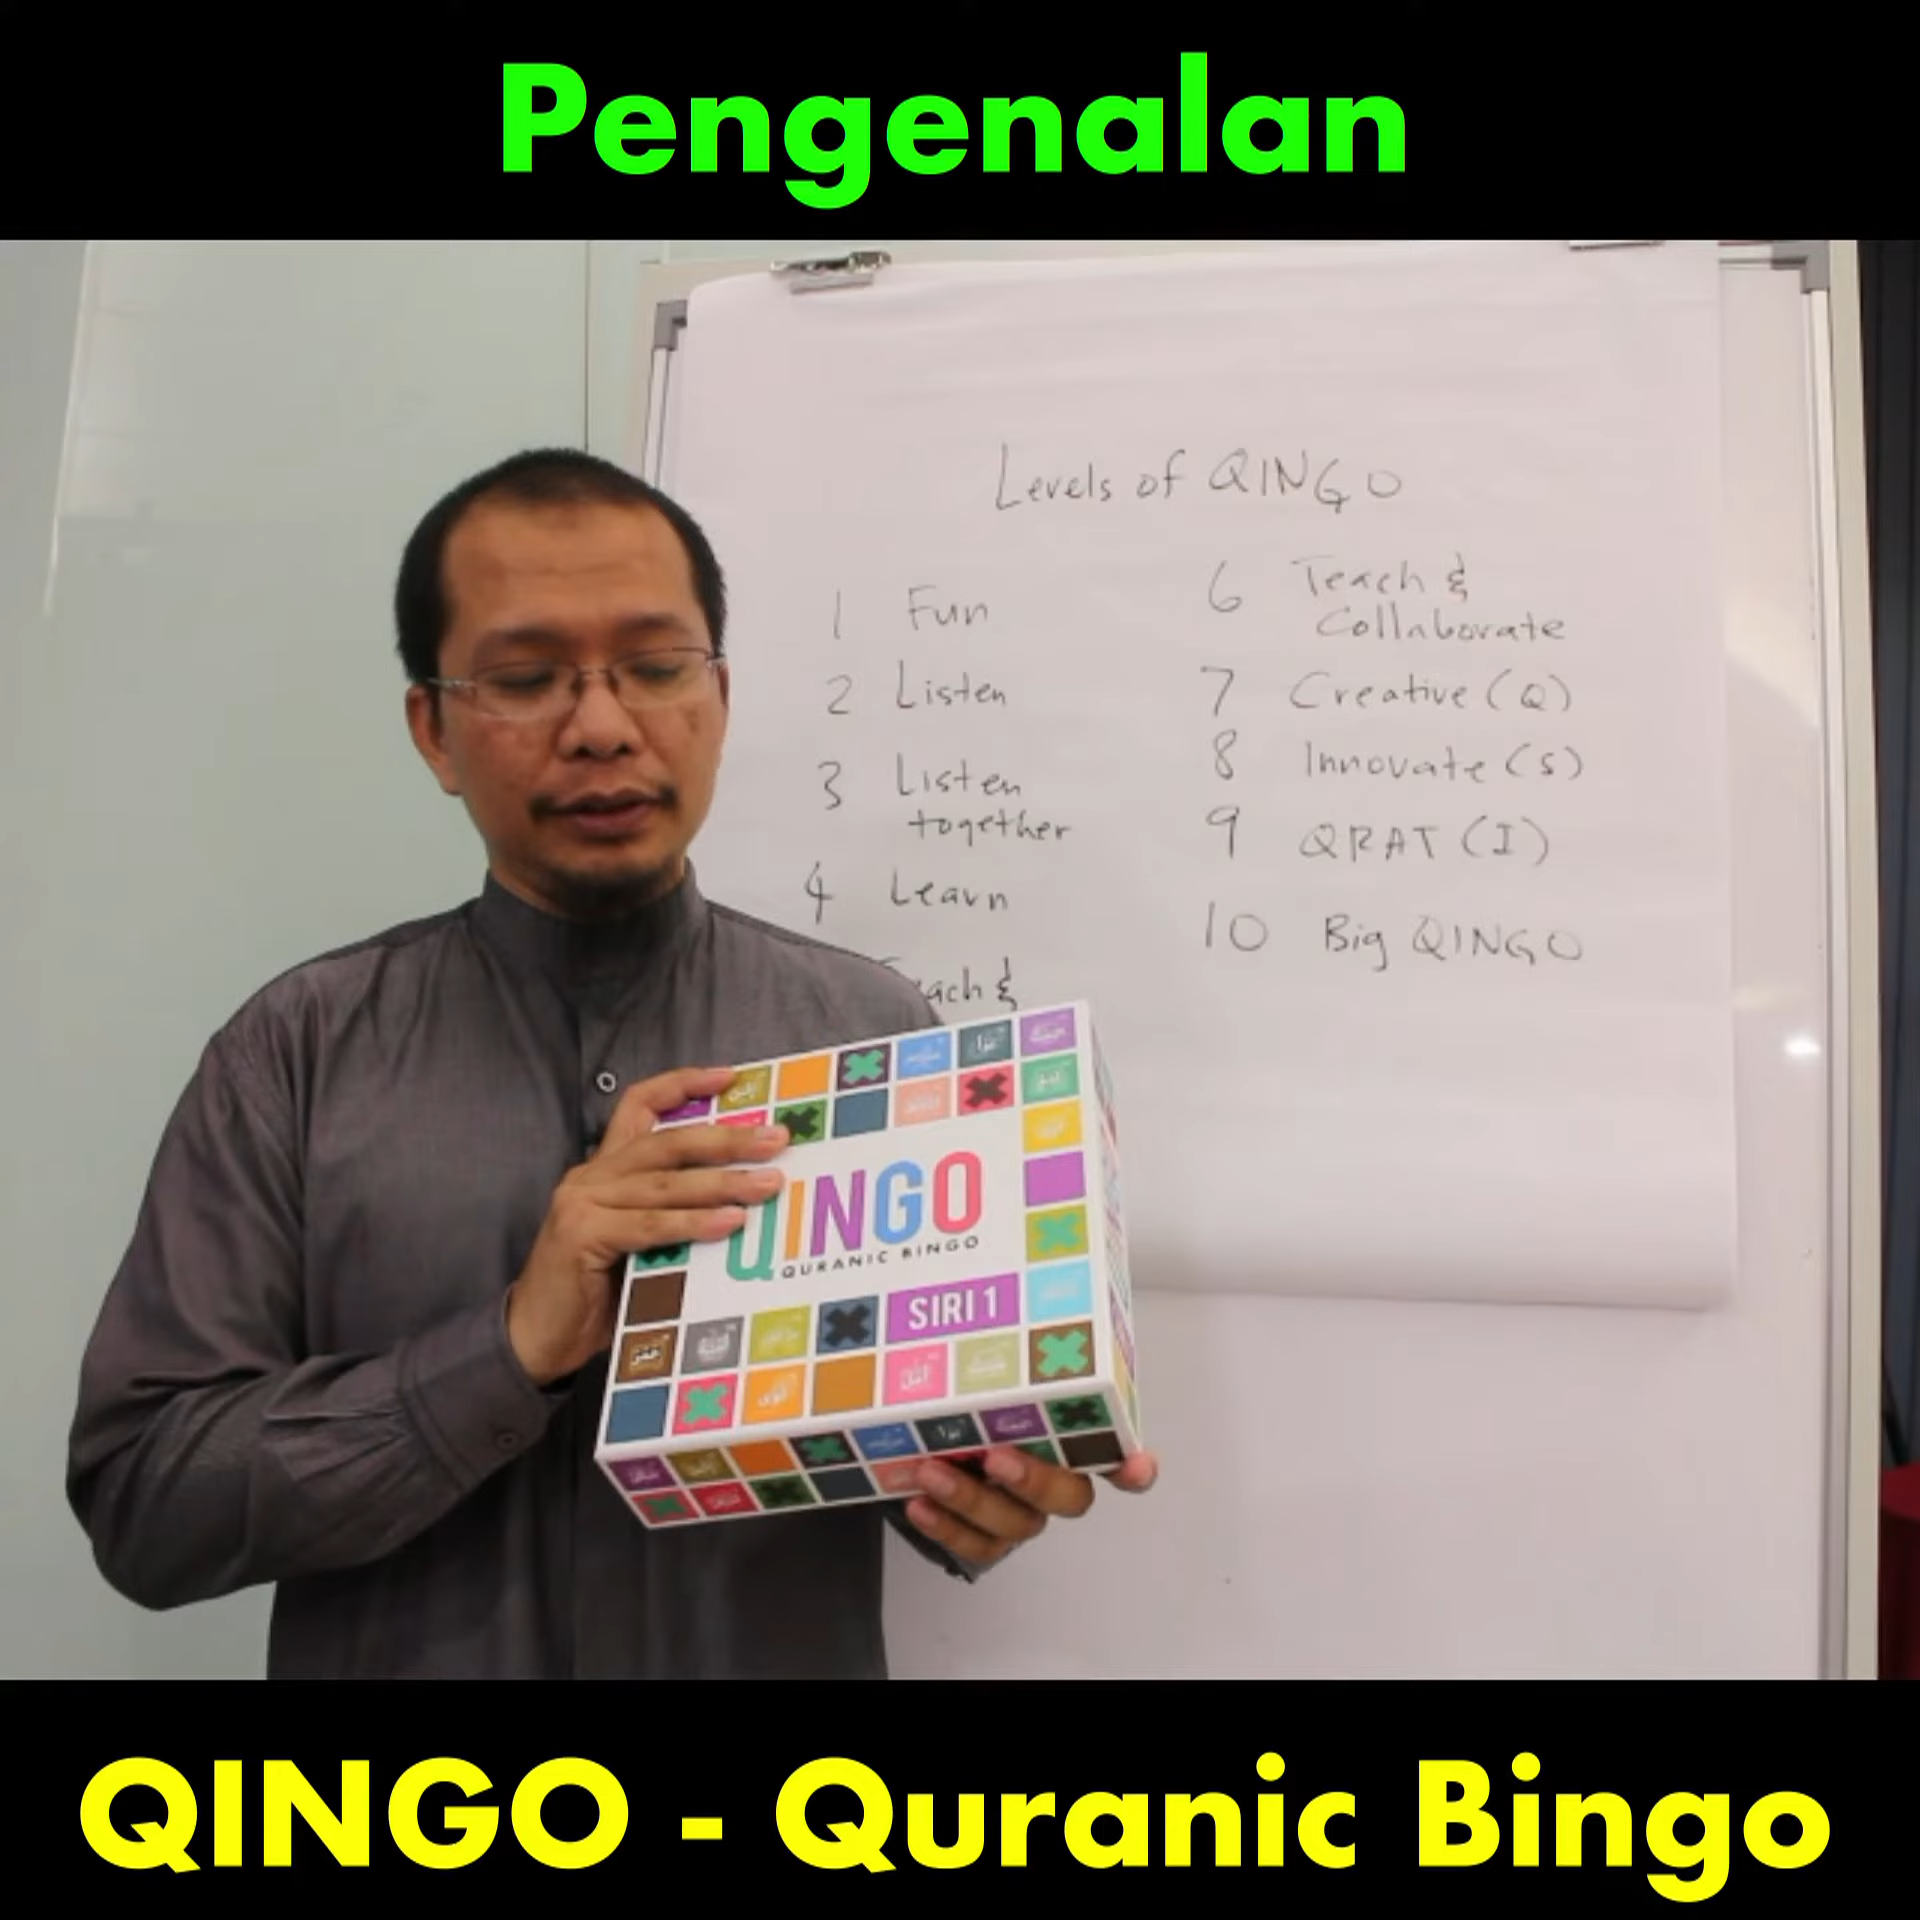 Pengenalan
Levels of QINGO
1 Fun
2 Listen
3 Listen
together
4 Learn
&
6 Teach &
Collaborate
7 Creative (Q)
8 Innovate (S)
9 QRAT (I)
10 Big QINGO
QINGO
QURANIC BINGO
SIRI 1
QINGO - Quranic Bingo